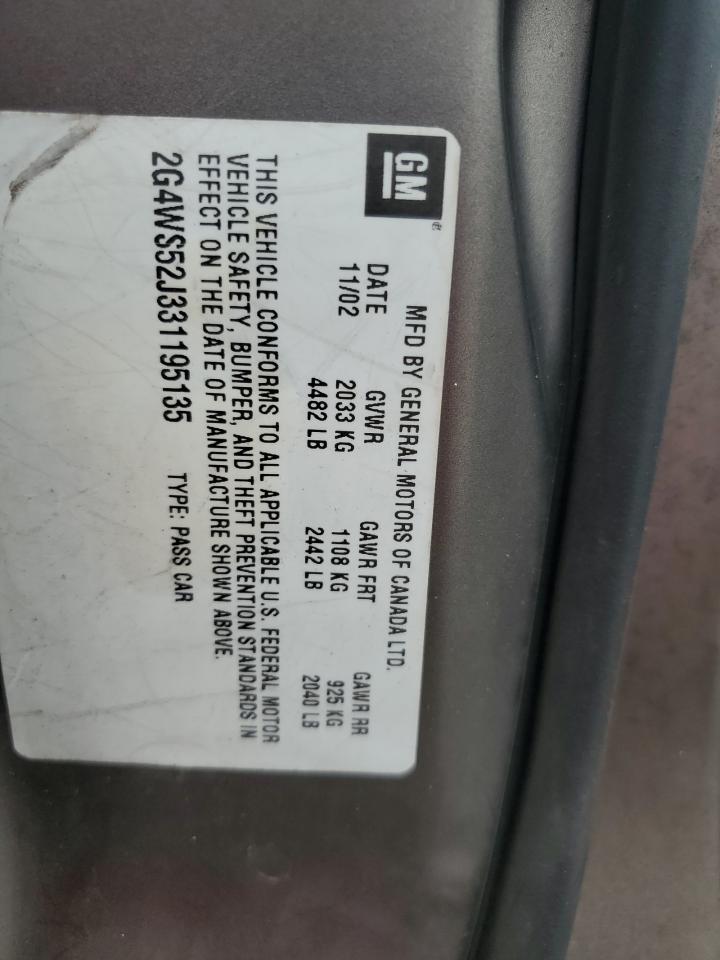 GM®
MFD BY GENERAL MOTORS OF CANADA LTD.
DATE GVWR GAWR FRT GAWR RR
11/02 2033 KG 1108 KG 925 KG
4482 LB 2442 LB 2040 LB
THIS VEHICLE CONFORMS TO ALL APPLICABLE U.S. FEDERAL MOTOR
VEHICLE SAFETY, BUMPER, AND THEFT PREVENTION STANDARDS IN
EFFECT ON THE DATE OF MANUFACTURE SHOWN ABOVE.
2G4WS52J331195135 TYPE: PASS CAR